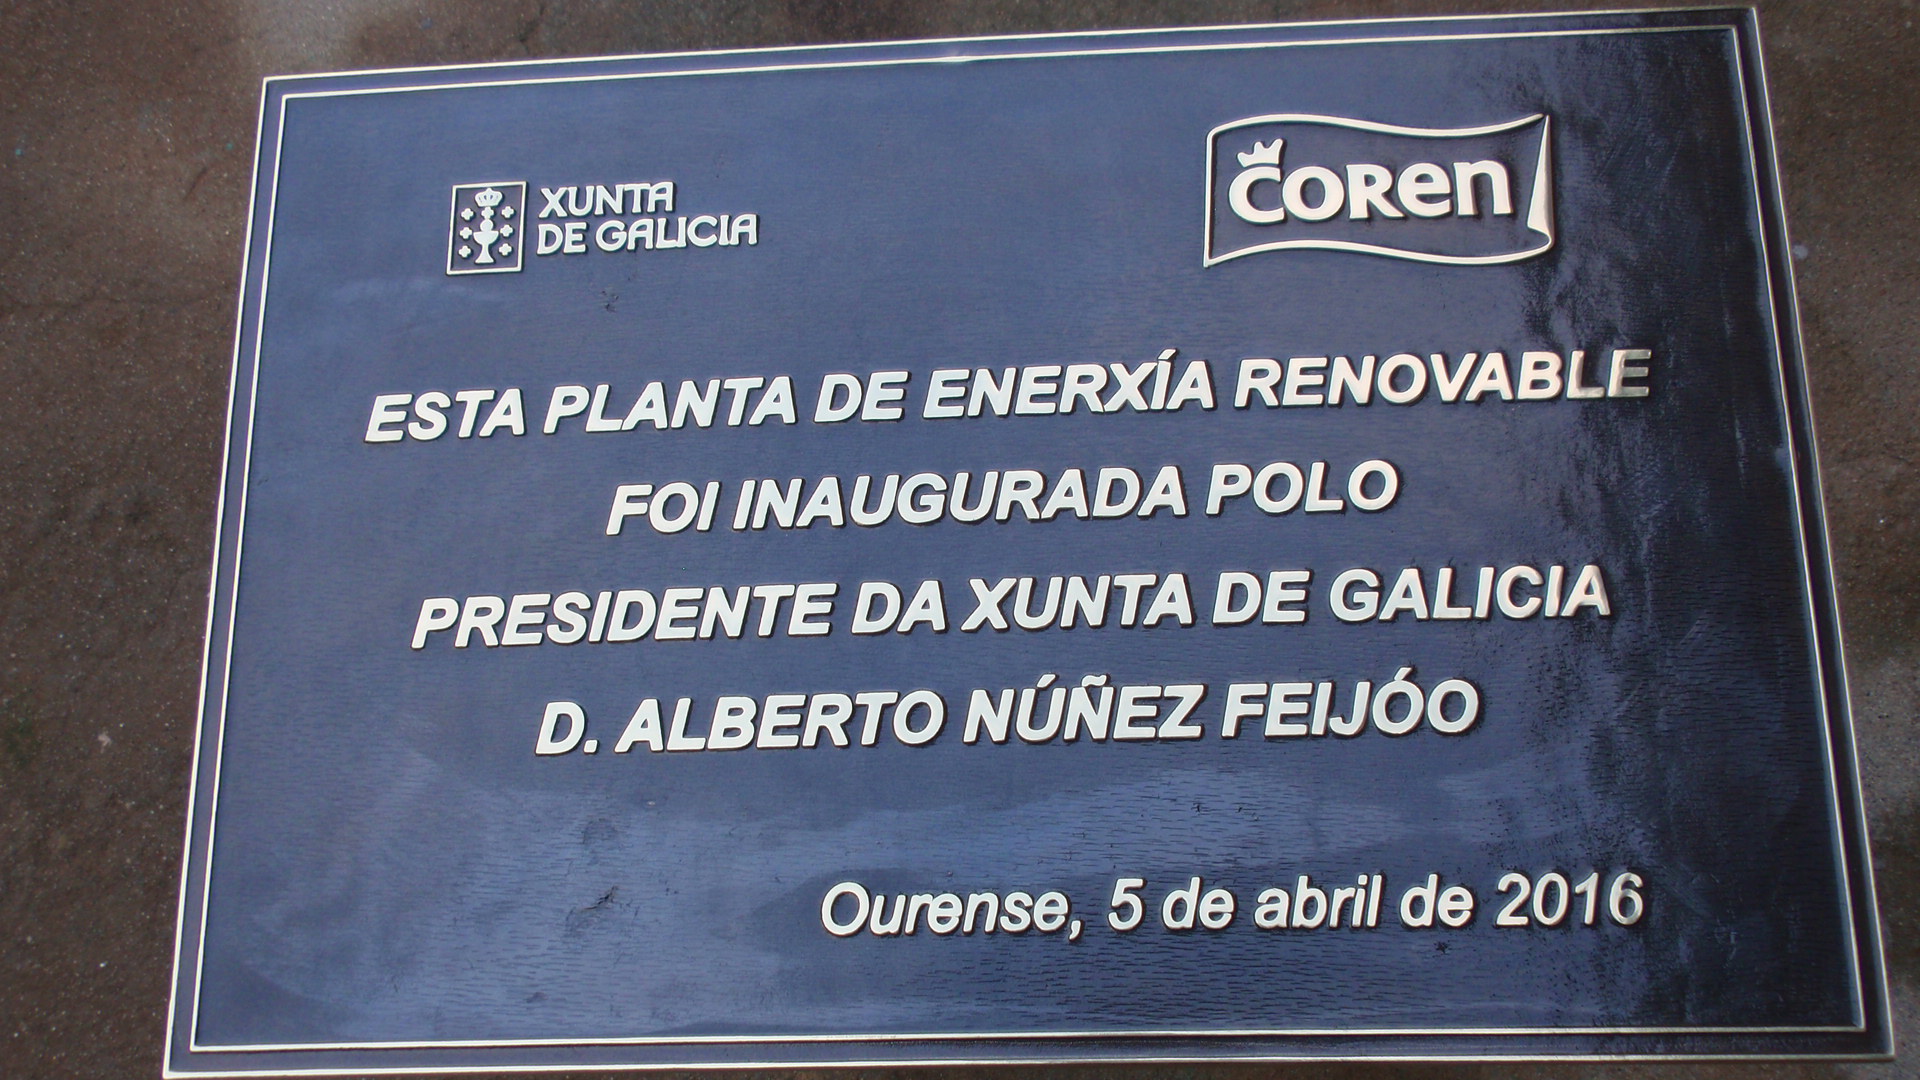 XUNTA
DE GALICIA
COREN
ESTA PLANTA DE ENERXÍA RENOVABLE
FOI INAUGURADA POLO
PRESIDENTE DA XUNTA DE GALICIA
D. ALBERTO NÚÑEZ FEIJÓO
Ourense, 5 de abril de 2016